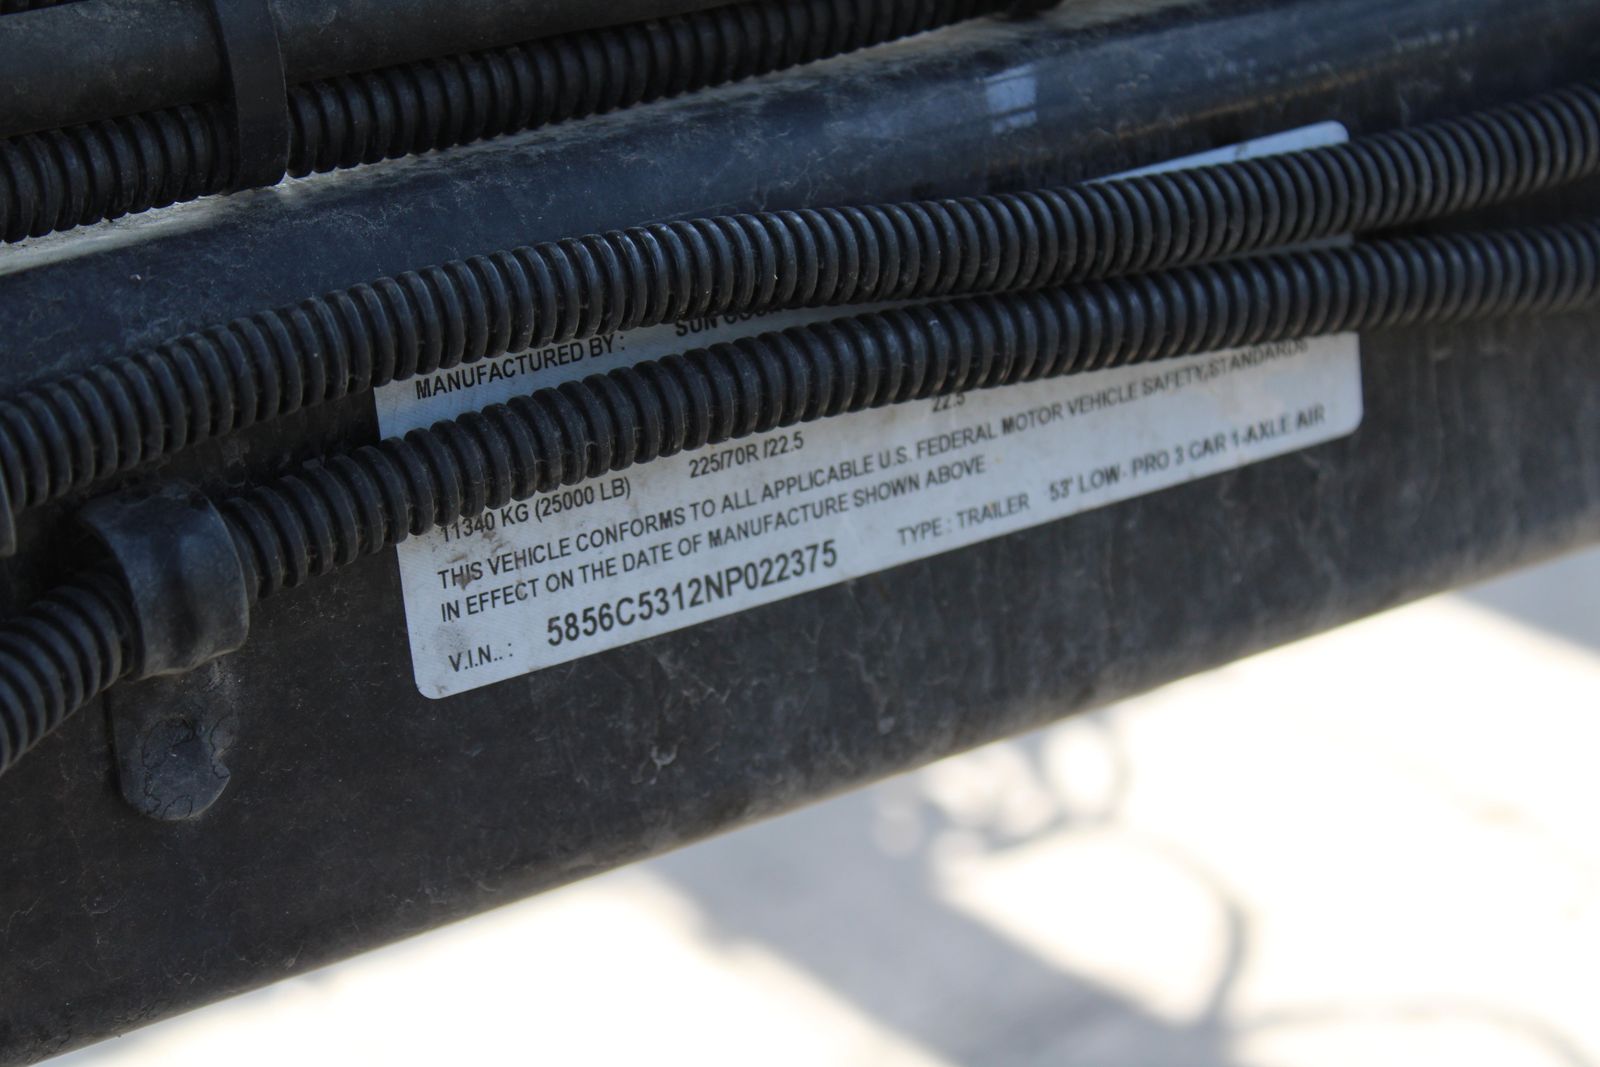 MANUFACTURED BY : SUN
22.5
11340 KG (25000 LB) 225/70R /22.5
THIS VEHICLE CONFORMS TO ALL APPLICABLE U.S. FEDERAL MOTOR VEHICLE SAFETY,STANDARDS
IN EFFECT ON THE DATE OF MANUFACTURE SHOWN ABOVE
V.I.N.. : 5856C5312NP022375 TYPE : TRAILER 53' LOW- PRO 3 CAR 1-AXLE AIR